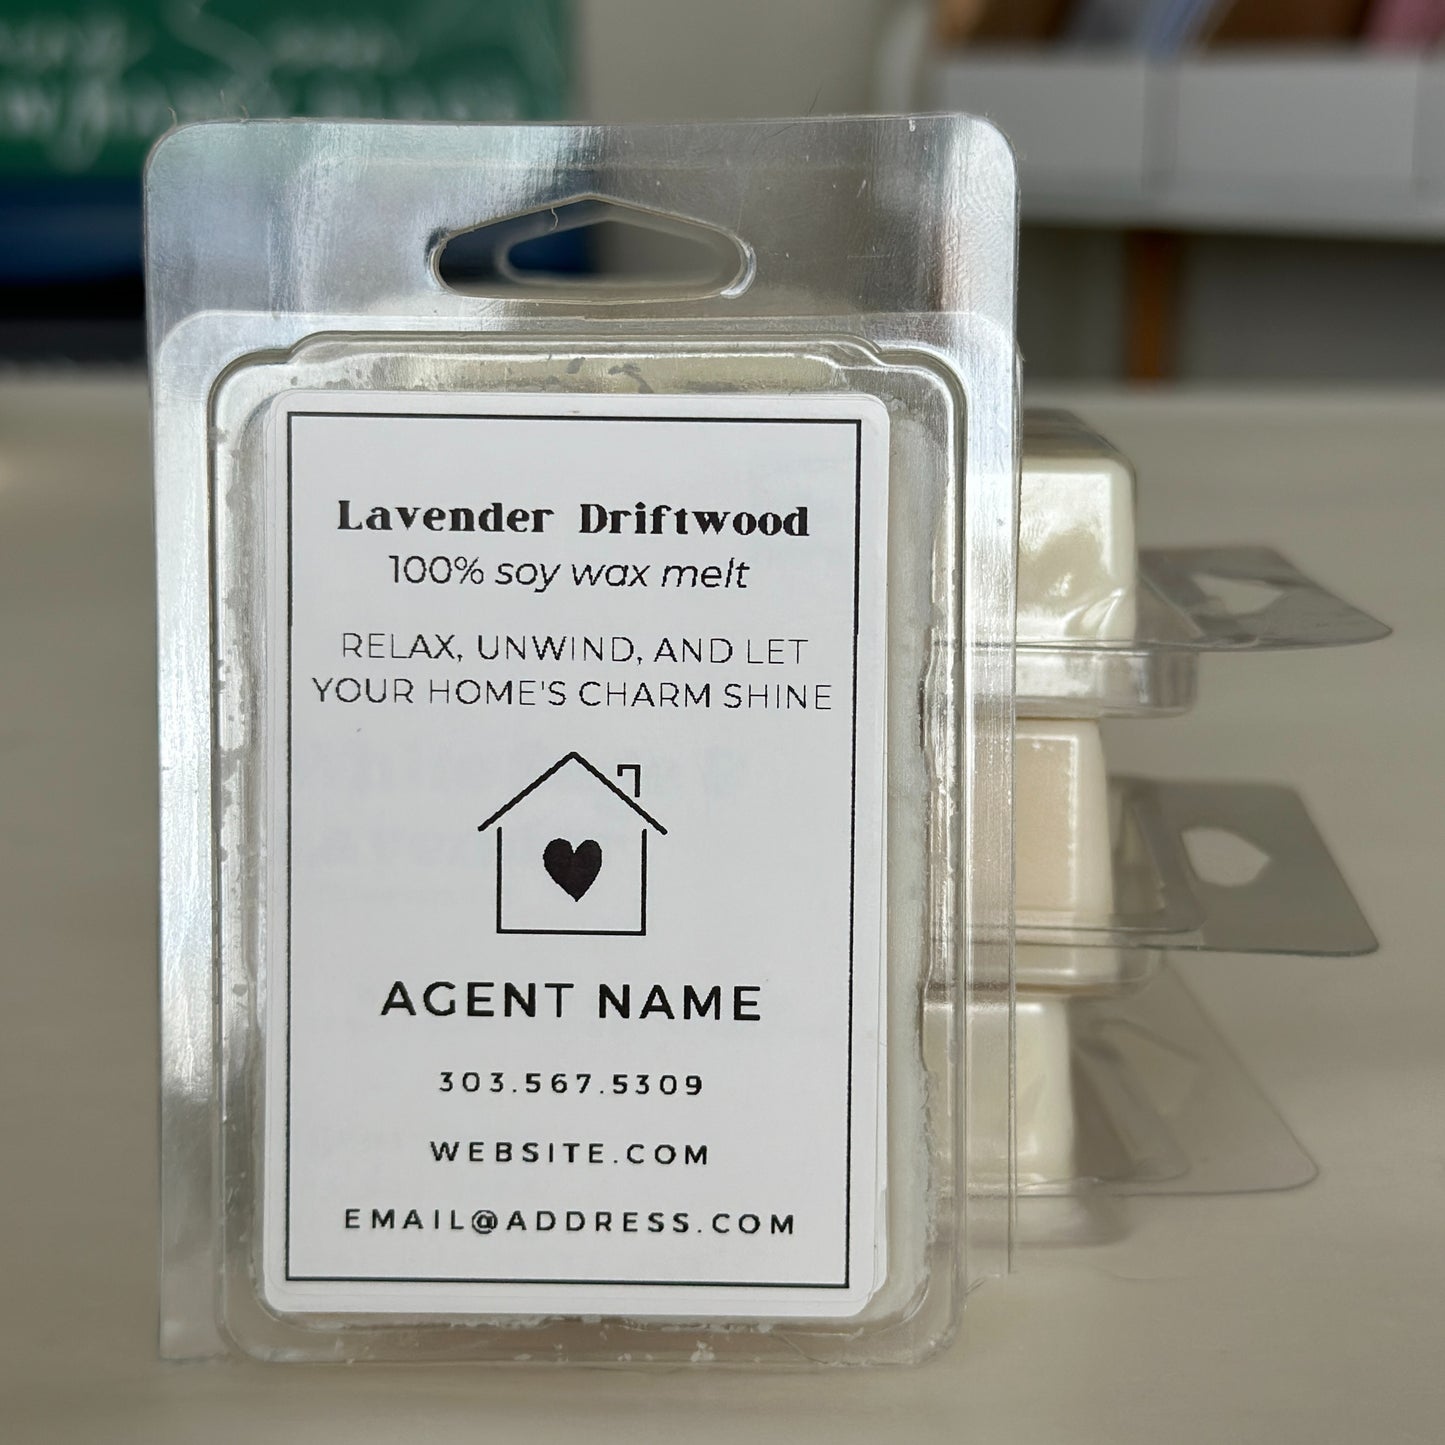 Lavender Driftwood
100% soy wax melt
RELAX, UNWIND, AND LET
YOUR HOME'S CHARM SHINE
AGENT NAME
303.567.5309
WEBSITE.COM
EMAIL@ADDRESS.COM